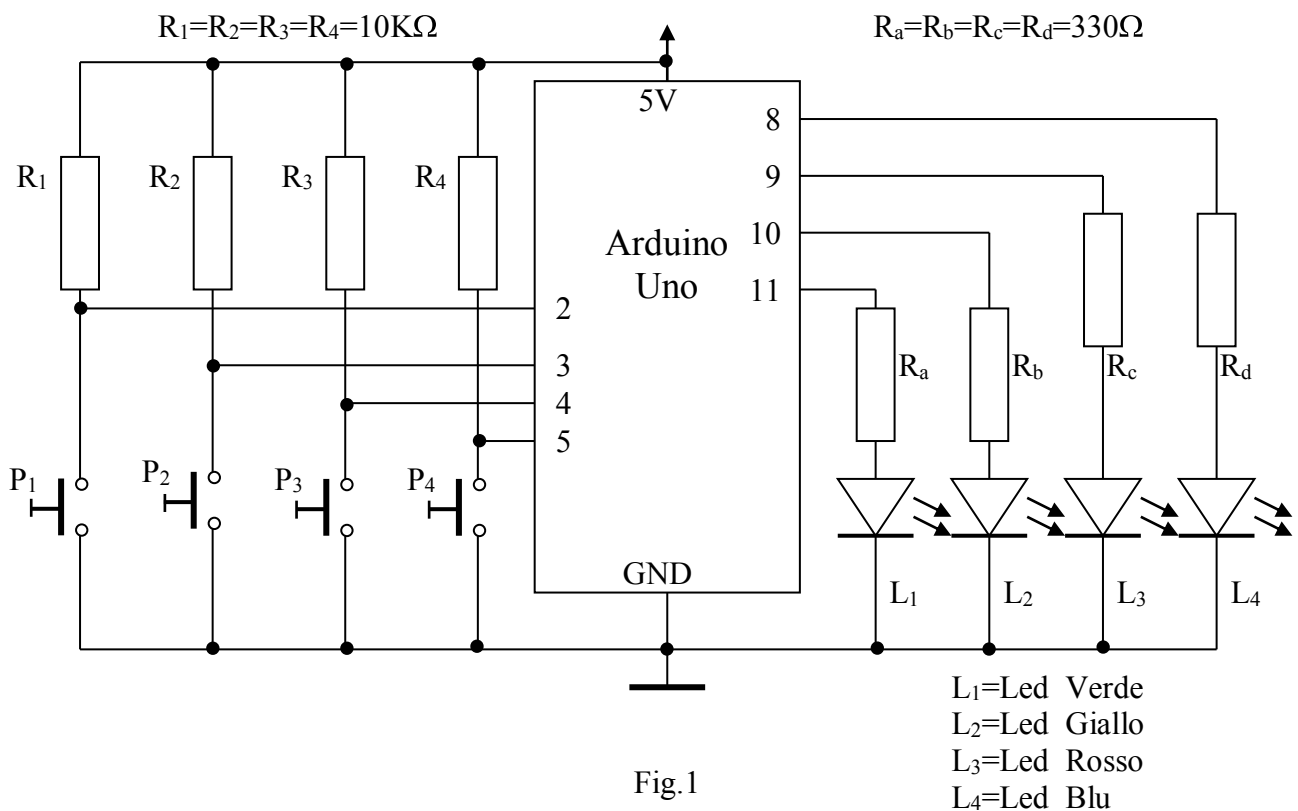 R₁=R₂=R₃=R₄=10KΩ
Ra=Rb=Rc=Rd=330Ω
5V
8
R₁
R₂
R₃
R₄
9
10
Arduino
Uno
11
2
3
4
5
Ra
Rb
Rc
Rd
P₁
P₂
P₃
P₄
GND
L₁
L₂
L₃
L₄
L₁=Led Verde
L₂=Led Giallo
L₃=Led Rosso
L₄=Led Blu
Fig.1